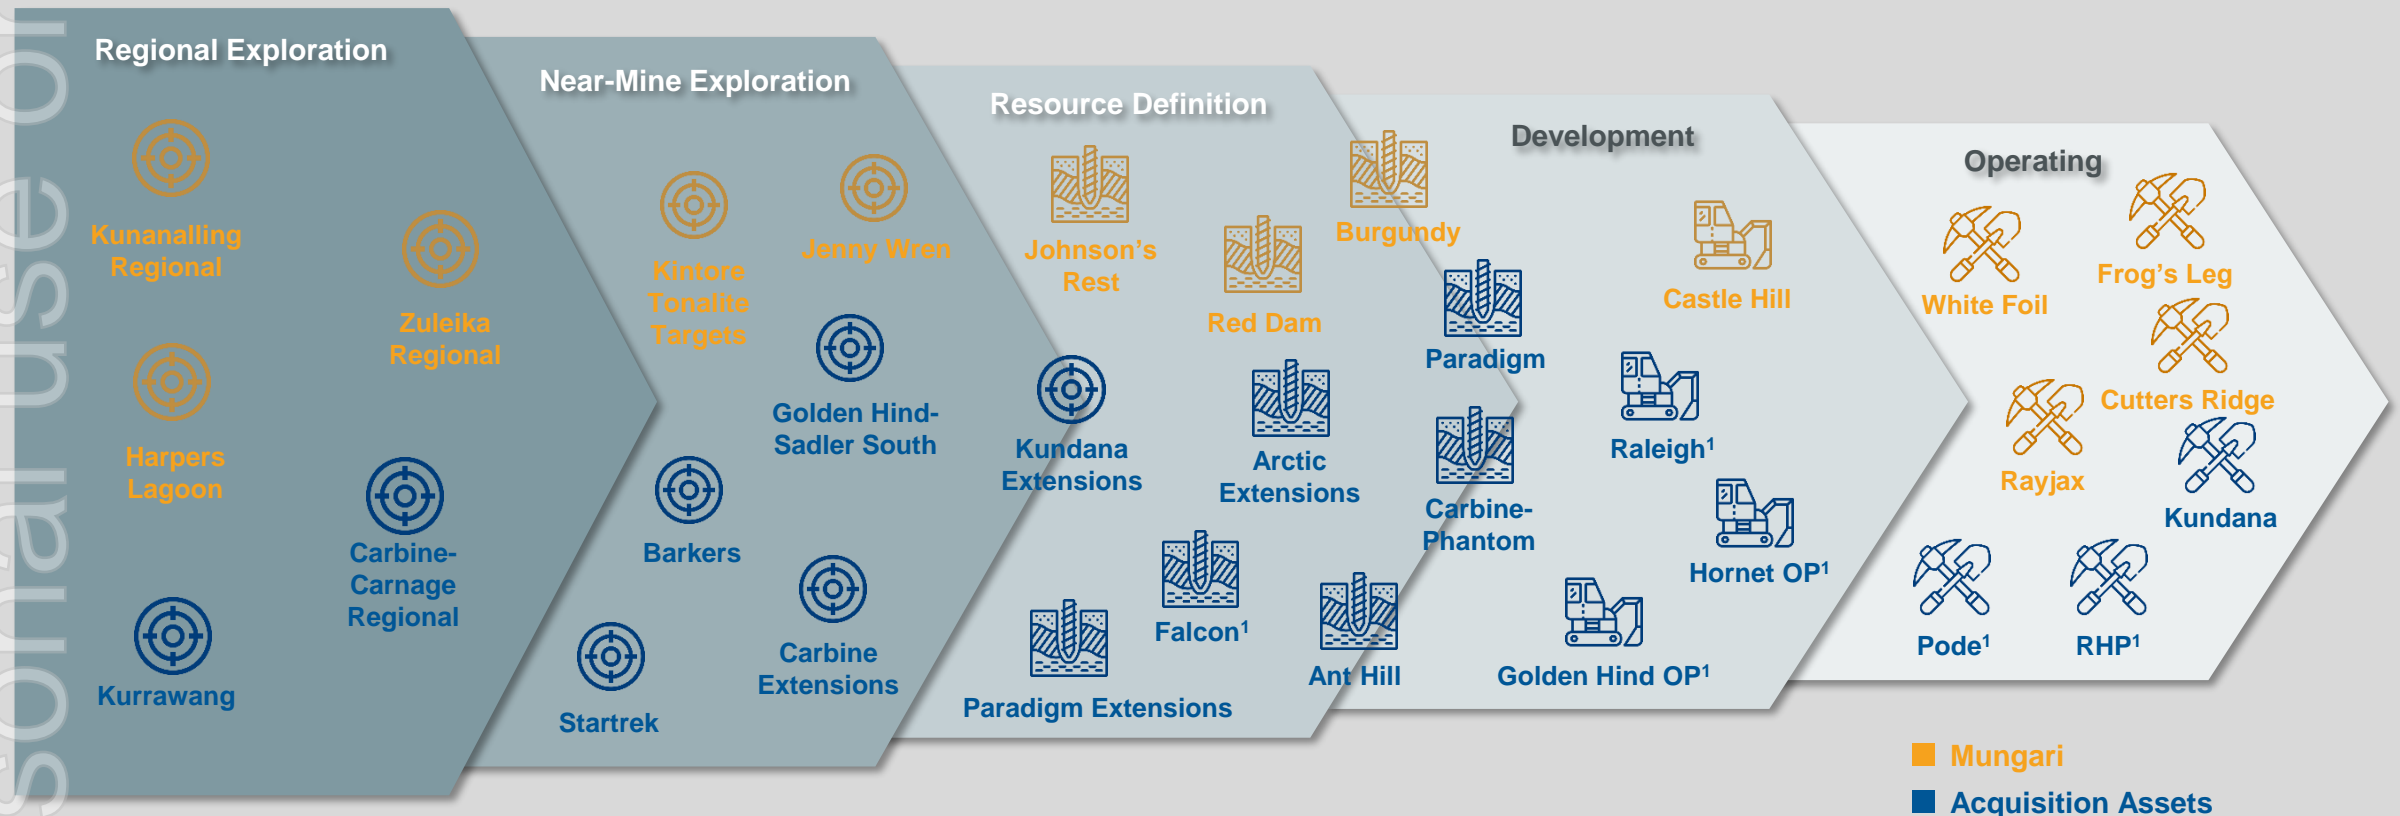 sonal use on
Regional Exploration
Kunanalling
Regional
Zuleika
Regional
Harpers
Lagoon
Carbine-
Carnage
Regional
Kurrawang
Near-Mine Exploration
Kintore
Tonalite
Targets
Jenny Wren
Golden Hind-
Sadler South
Barkers
Carbine
Extensions
Startrek
Resource Definition
Johnson's
Rest
Red Dam
Burgundy
Kundana
Extensions
Arctic
Extensions
Paradigm
Carbine-
Phantom
Falcon¹
Ant Hill
Paradigm Extensions
Development
Castle Hill
Raleigh¹
Hornet OP¹
Golden Hind OP¹
Operating
White Foil
Frog's Leg
Cutters Ridge
Rayjax
Kundana
Pode¹
RHP¹
Mungari
Acquisition Assets